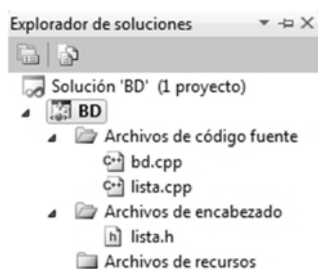 Explorador de soluciones
Solución 'BD' (1 proyecto)
BD
Archivos de código fuente
C++ bd.cpp
C++ lista.cpp
Archivos de encabezado
h lista.h
Archivos de recursos